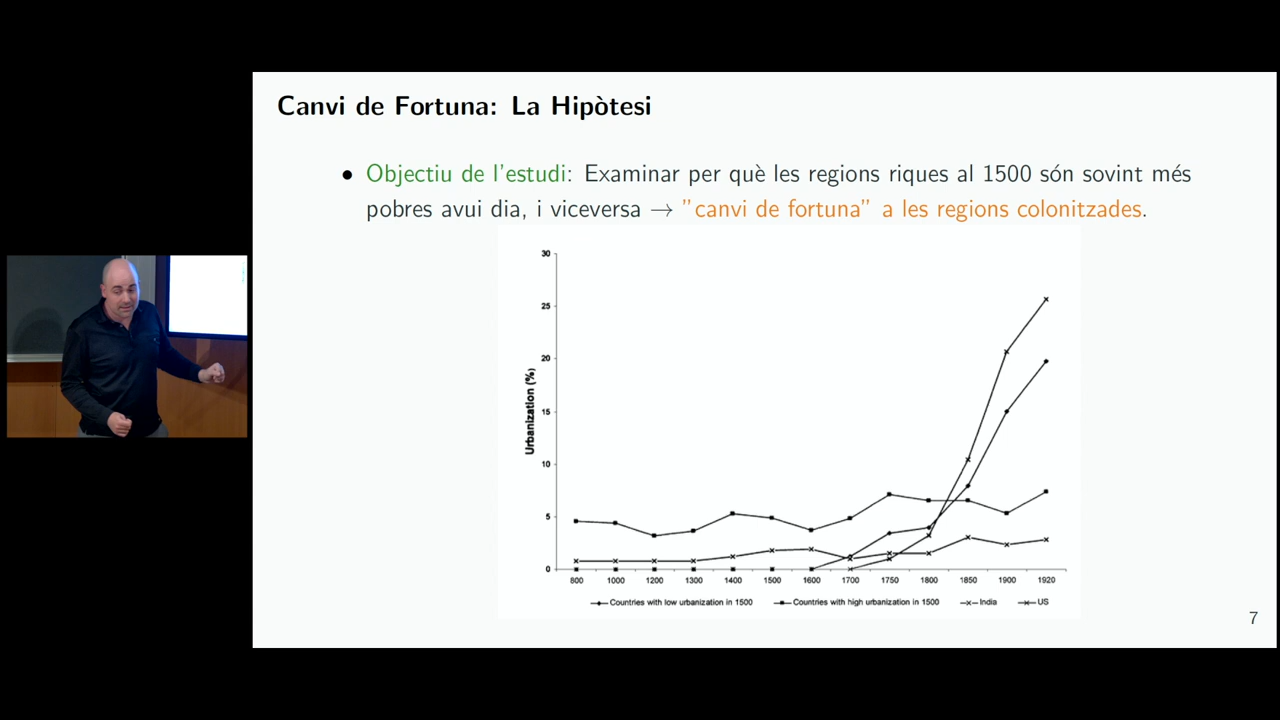 Canvi de Fortuna: La Hipòtesi
• Objectiu de l'estudi: Examinar per què les regions riques al 1500 són sovint més
pobres avui dia, i viceversa → ”canvi de fortuna” a les regions colonitzades.
30
25
20
15
10
5
0
Urbanization (%)
800 1000 1200 1300 1400 1500 1600 1700 1750 1800 1850 1900 1920
Countries with low urbanization in 1500 Countries with high urbanization in 1500 India US
7